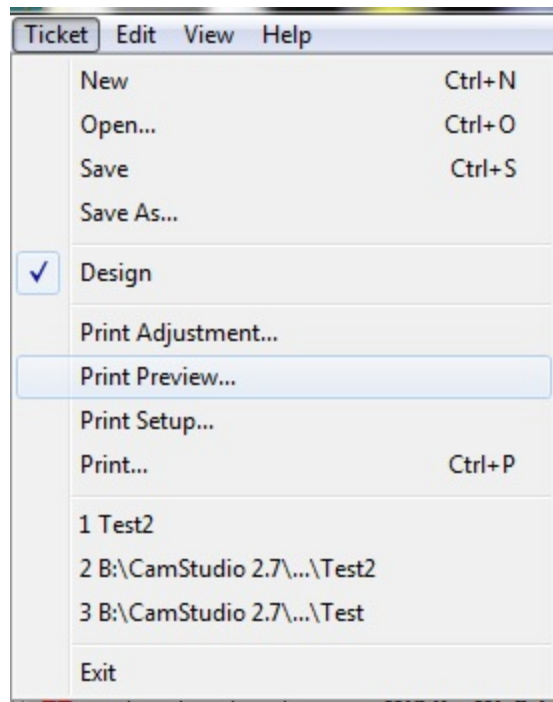 Ticket Edit View Help
New Ctrl+N
Open... Ctrl+O
Save Ctrl+S
Save As...
Design
Print Adjustment...
Print Preview...
Print Setup...
Print... Ctrl+P
1 Test2
2 B:\CamStudio 2.7\...\Test2
3 B:\CamStudio 2.7\...\Test
Exit